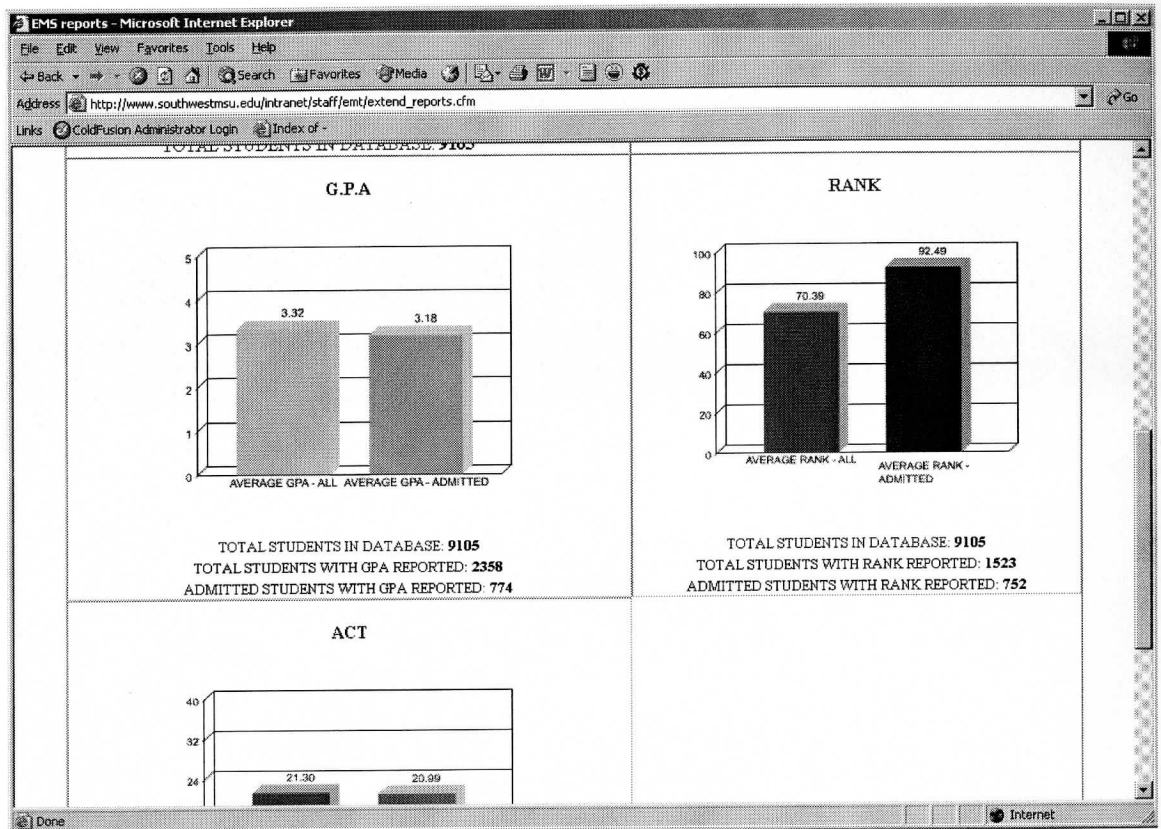 EMS reports - Microsoft Internet Explorer
File Edit View Favorites Tools Help
Back Search Favorites Media
Address http://www.southwestmsu.edu/intranet/staff/emt/extend_reports.cfm Go
Links ColdFusion Administrator Login Index of -
TOTAL STUDENTS IN DATABASE: 9105
G.P.A
5
4
3
2
1
0
3.32
3.18
AVERAGE GPA - ALL AVERAGE GPA - ADMITTED
TOTAL STUDENTS IN DATABASE: 9105
TOTAL STUDENTS WITH GPA REPORTED: 2358
ADMITTED STUDENTS WITH GPA REPORTED: 774
RANK
100
80
60
40
20
0
70.39
92.49
AVERAGE RANK - ALL
AVERAGE RANK -
ADMITTED
TOTAL STUDENTS IN DATABASE: 9105
TOTAL STUDENTS WITH RANK REPORTED: 1523
ADMITTED STUDENTS WITH RANK REPORTED: 752
ACT
40
32
24
21.30
20.99
Done
Internet